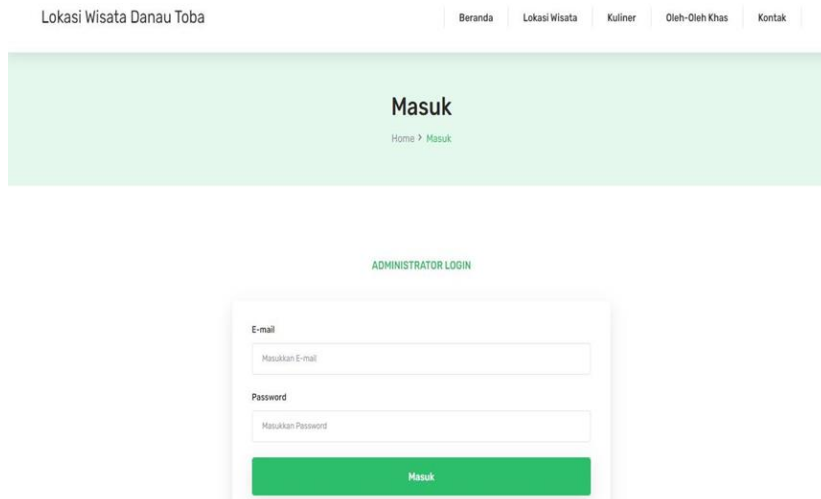 Lokasi Wisata Danau Toba
Beranda Lokasi Wisata Kuliner Oleh-Oleh Khas Kontak
Masuk
Home > Masuk
ADMINISTRATOR LOGIN
E-mail
Masukkan E-mail
Password
Masukkan Password
Masuk